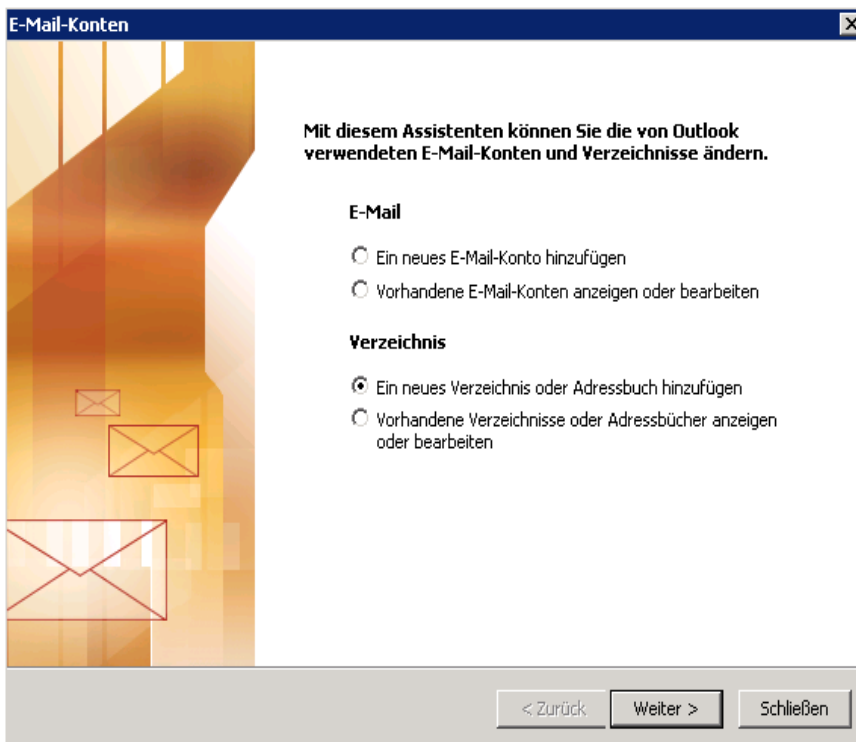 E-Mail-Konten
Mit diesem Assistenten können Sie die von Outlook
verwendeten E-Mail-Konten und Verzeichnisse ändern.
E-Mail
Ein neues E-Mail-Konto hinzufügen
Vorhandene E-Mail-Konten anzeigen oder bearbeiten
Verzeichnis
Ein neues Verzeichnis oder Adressbuch hinzufügen
Vorhandene Verzeichnisse oder Adressbücher anzeigen
oder bearbeiten
< Zurück
Weiter >
Schließen